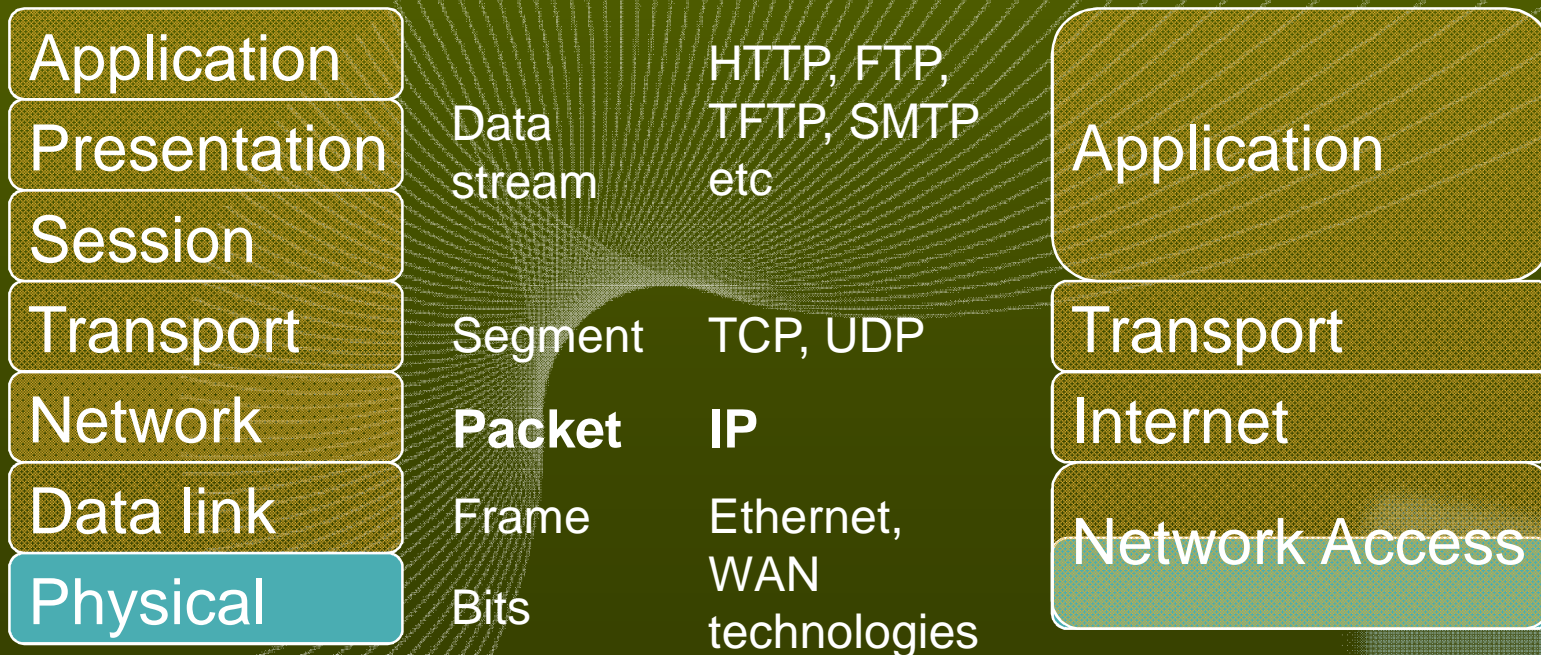 Application
Presentation
Session
Transport
Network
Data link
Physical
Data
stream
Segment
Packet
Frame
Bits
HTTP, FTP,
TFTP, SMTP
etc
TCP, UDP
IP
Ethernet,
WAN
technologies
Application
Transport
Internet
Network Access